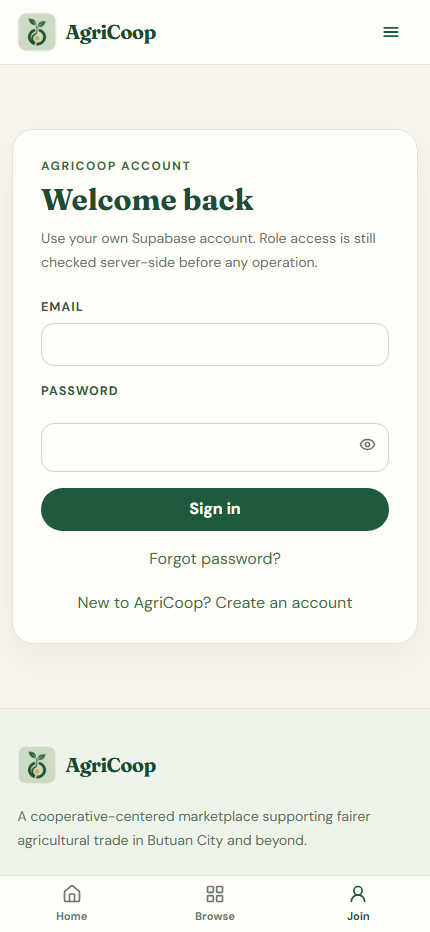 AgriCoop
AGRICOOP ACCOUNT
Welcome back
Use your own Supabase account. Role access is still
checked server-side before any operation.
EMAIL
PASSWORD
Sign in
Forgot password?
New to AgriCoop? Create an account
AgriCoop
A cooperative-centered marketplace supporting fairer
agricultural trade in Butuan City and beyond.
Home
Browse
Join